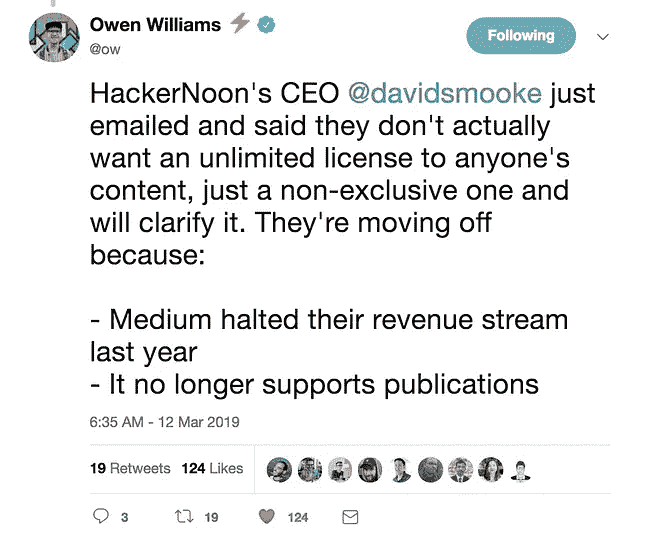 Owen Williams
@ow
Following
HackerNoon's CEO @davidsmooke just
emailed and said they don't actually
want an unlimited license to anyone's
content, just a non-exclusive one and
will clarify it. They're moving off
because:
- Medium halted their revenue stream
last year
- It no longer supports publications
6:35 AM - 12 Mar 2019
19 Retweets 124 Likes
3 19 124